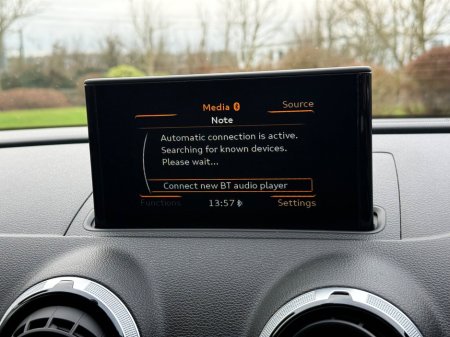 Media
Source
Note
Automatic connection is active.
Searching for known devices.
Please wait...
Connect new BT audio player
Functions
13:57
Settings